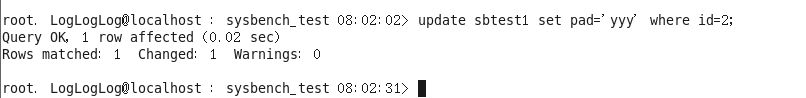 root. LogLogLog@localhost : sysbench_test 08:02:02> update sbtest1 set pad='yyy' where id=2;
Query OK, 1 row affected (0.02 sec)
Rows matched: 1  Changed: 1  Warnings: 0
root. LogLogLog@localhost : sysbench_test 08:02:31>